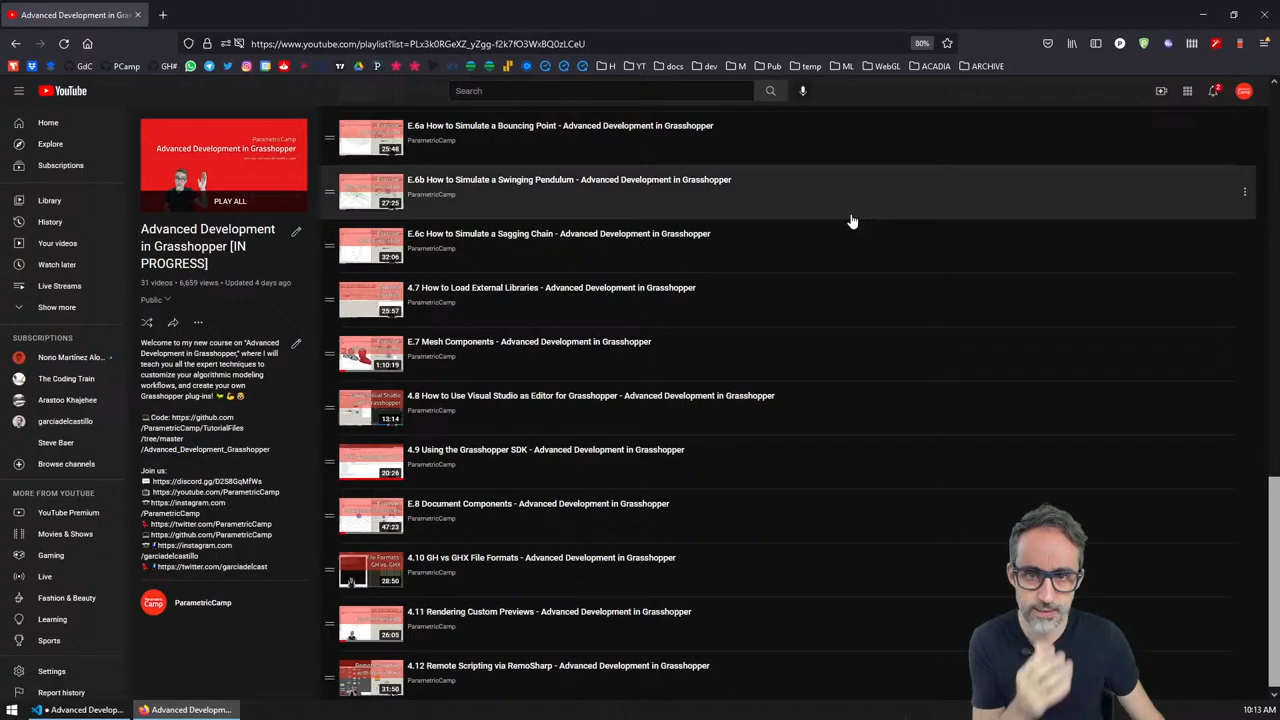 Advanced Development in Gra
https://www.youtube.com/playlist?list=PLx3k0RGeXZ_yZgg-f2k7fO3WxBQ0zLCeU
80%
GdC
PCamp
GH#
H
YT
docs
dev
M
Pub
temp
ML
WebGL
ACADIA
ARCHIVE
YouTube
Search
2
Home
Explore
Subscriptions
Library
History
Your videos
Watch later
Live Streams
Show more
SUBSCRIPTIONS
Nono Martínez Alo...
The Coding Train
Arastoo Khajehee
garciadelcastillo
Steve Baer
Browse channels
MORE FROM YOUTUBE
YouTube Premium
Movies & Shows
Gaming
Live
Fashion & Beauty
Learning
Sports
Settings
Report history
ParametricCamp
Advanced Development in Grasshopper
PLAY ALL
Advanced Development
in Grasshopper [IN
PROGRESS]
31 videos • 6,659 views • Updated 4 days ago
Public
Welcome to my new course on "Advanced
Development in Grasshopper," where I will
teach you all the expert techniques to
customize your algorithmic modeling
workflows, and create your own
Grasshopper plug-ins!
Code: https://github.com
/ParametricCamp/TutorialFiles
/tree/master
/Advanced_Development_Grasshopper
Join us:
https://discord.gg/D2S8GqMfWs
https://youtube.com/ParametricCamp
https://instagram.com
/ParametricCamp
https://twitter.com/ParametricCamp
https://github.com/ParametricCamp
https://instagram.com
/garciadelcastillo
https://twitter.com/garciadelcast
Parametric
Camp
ParametricCamp
E.6a How to Simulate a Bouncing Point - Advanced Development in Grasshopper
ParametricCamp
25:48
E.6b How to Simulate a Swinging Pendulum - Advanced Development in Grasshopper
ParametricCamp
27:25
E.6c How to Simulate a Sagging Chain - Advanced Development in Grasshopper
ParametricCamp
32:06
4.7 How to Load External Libraries - Advanced Development in Grasshopper
ParametricCamp
25:57
E.7 Mesh Components - Advanced Development in Grasshopper
ParametricCamp
1:10:19
4.8 How to Use Visual Studio as Editor for Grasshopper - Advanced Development in Grasshopper
ParametricCamp
13:14
4.9 Using the Grasshopper SDK - Advanced Development in Grasshopper
ParametricCamp
20:26
E.8 Document Components - Advanced Development in Grasshopper
ParametricCamp
47:23
4.10 GH vs GHX File Formats - Advanced Development in Grasshopper
ParametricCamp
File Formats:
GH vs. GHX
28:50
4.11 Rendering Custom Previews - Advanced Development in Grasshopper
ParametricCamp
26:05
4.12 Remote Scripting via RemoSharp - Advanced Development in Grasshopper
ParametricCamp
31:50
● Advanced Develop...
Advanced Developm...
10:13 AM